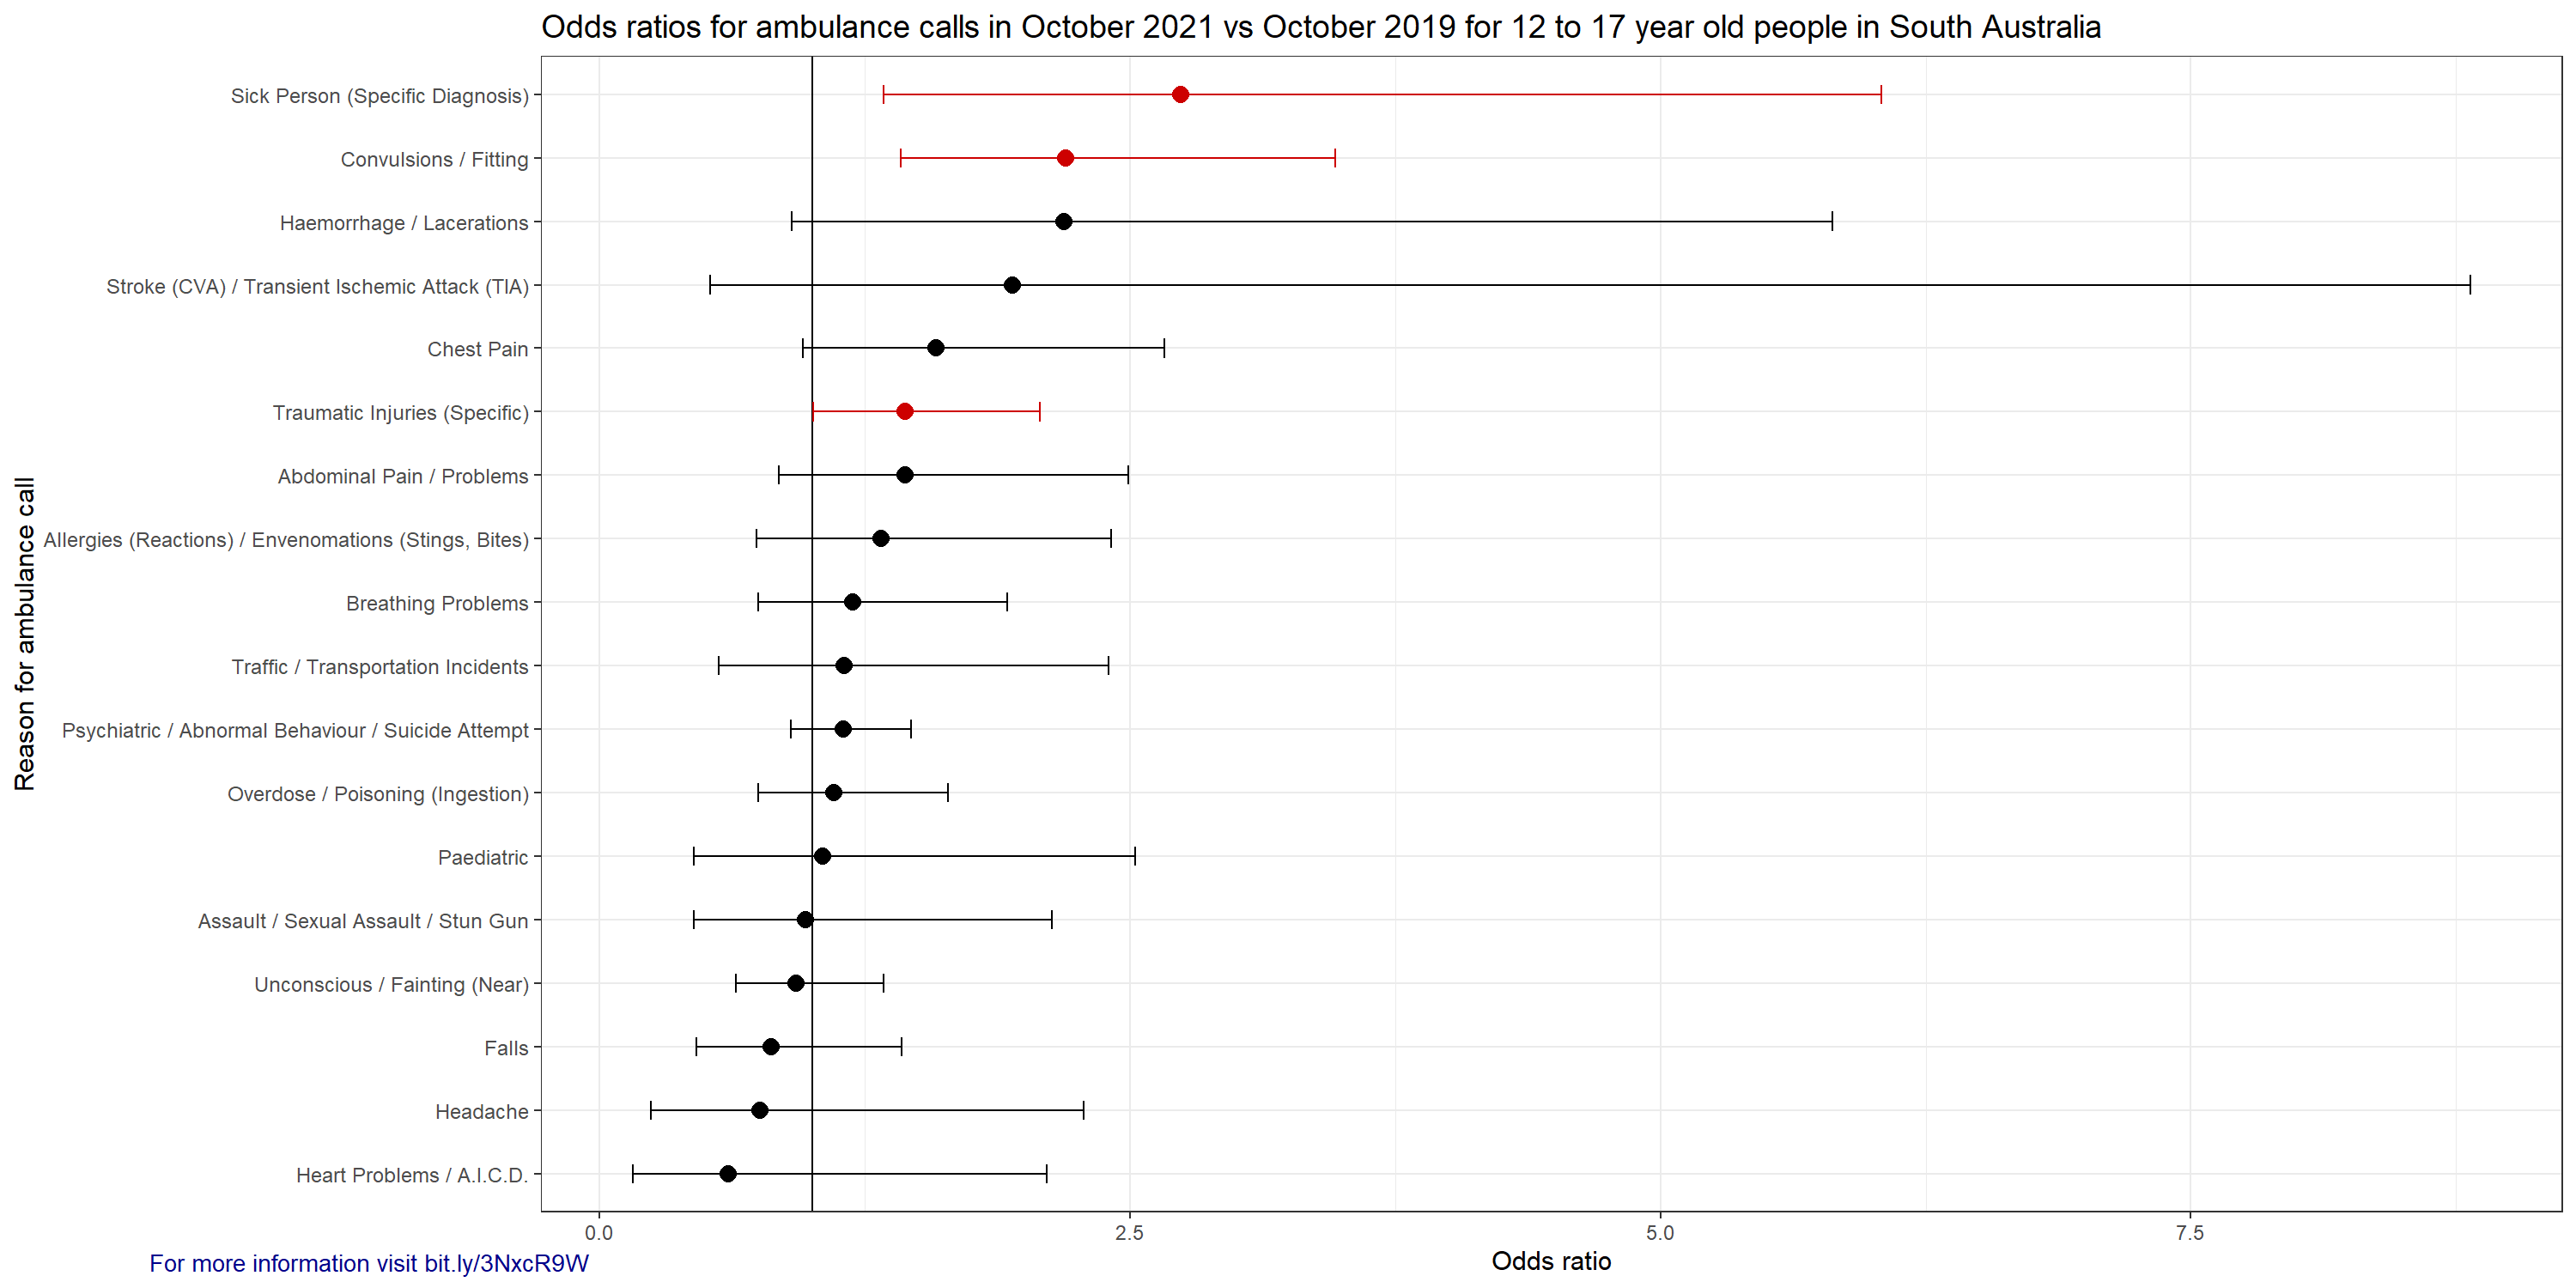 Odds ratios for ambulance calls in October 2021 vs October 2019 for 12 to 17 year old people in South Australia
Reason for ambulance call
Sick Person (Specific Diagnosis)
Convulsions / Fitting
Haemorrhage / Lacerations
Stroke (CVA) / Transient Ischemic Attack (TIA)
Chest Pain
Traumatic Injuries (Specific)
Abdominal Pain / Problems
Allergies (Reactions) / Envenomations (Stings, Bites)
Breathing Problems
Traffic / Transportation Incidents
Psychiatric / Abnormal Behaviour / Suicide Attempt
Overdose / Poisoning (Ingestion)
Paediatric
Assault / Sexual Assault / Stun Gun
Unconscious / Fainting (Near)
Falls
Headache
Heart Problems / A.I.C.D.
0.0 2.5 5.0 7.5
Odds ratio
For more information visit bit.ly/3NxcR9W